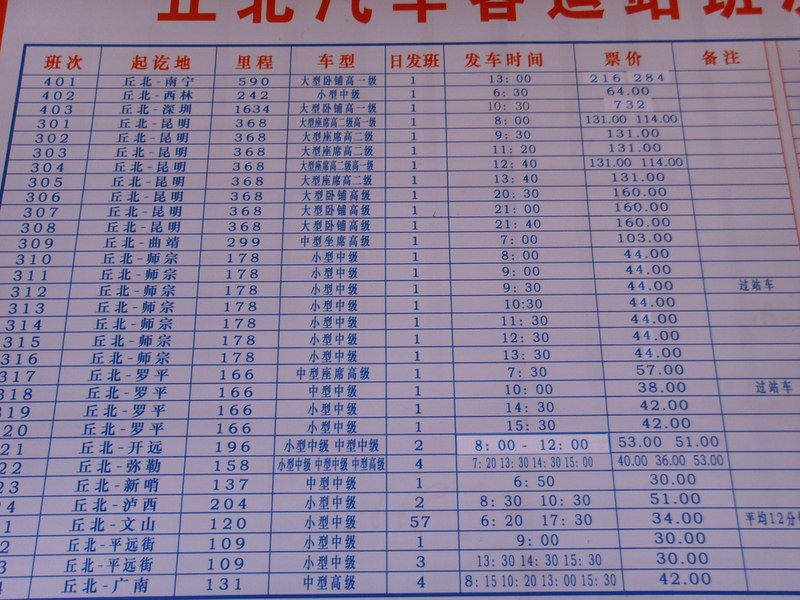 丘北汽车客运站班
班次 起讫地 里程 车型 日发班 发车时间 票价 备注
401 丘北-南宁 590 大型卧铺高一级 1 13:00 216 284
402 丘北-西林 242 小型中级 1 6:30 64.00
403 丘北-深圳 1634 大型卧铺高一级 1 10:30 732
301 丘北-昆明 368 大型座席高二级高一级 1 8:00 131.00 114.00
302 丘北-昆明 368 大型座席高二级 1 9:30 131.00
303 丘北-昆明 368 大型座席高二级 1 11:20 131.00
304 丘北-昆明 368 大型座席高二级高一级 1 12:40 131.00 114.00
305 丘北-昆明 368 大型座席高二级 1 13:40 131.00
306 丘北-昆明 368 大型卧铺高级 1 20:30 160.00
307 丘北-昆明 368 大型卧铺高级 1 21:00 160.00
308 丘北-昆明 368 大型卧铺高级 1 21:40 160.00
309 丘北-曲靖 299 中型坐席高级 1 7:00 103.00
310 丘北-师宗 178 小型中级 1 8:00 44.00
311 丘北-师宗 178 小型中级 1 9:00 44.00
312 丘北-师宗 178 小型中级 1 9:30 44.00 过站车
313 丘北-师宗 178 小型中级 1 10:30 44.00
314 丘北-师宗 178 小型中级 1 11:30 44.00
315 丘北-师宗 178 小型中级 1 12:30 44.00
316 丘北-师宗 178 小型中级 1 13:30 44.00
317 丘北-罗平 166 中型座席高级 1 7:30 57.00
318 丘北-罗平 166 中型中级 1 10:00 38.00 过站车
319 丘北-罗平 166 小型中级 1 14:30 42.00
20 丘北-罗平 166 小型中级 1 15:30 42.00
21 丘北-开远 196 小型中级 中型中级 2 8:00-12:00 53.00 51.00
22 丘北-弥勒 158 小型中级 中型中级 中型高级 4 7:20 13:30 14:30 15:00 40.00 36.00 53.00
23 丘北-新哨 137 中型中级 1 6:50 30.00
24 丘北-泸西 204 小型中级 2 8:30 10:30 51.00
1 丘北-文山 120 小型中级 57 6:20 17:30 34.00 平均12分
2 丘北-平远街 109 小型中级 1 9:00 30.00
3 丘北-平远街 109 小型中级 3 13:30 14:30 15:30 30.00
丘北-广南 131 中型高级 4 8:15 10:20 13:00 15:30 42.00